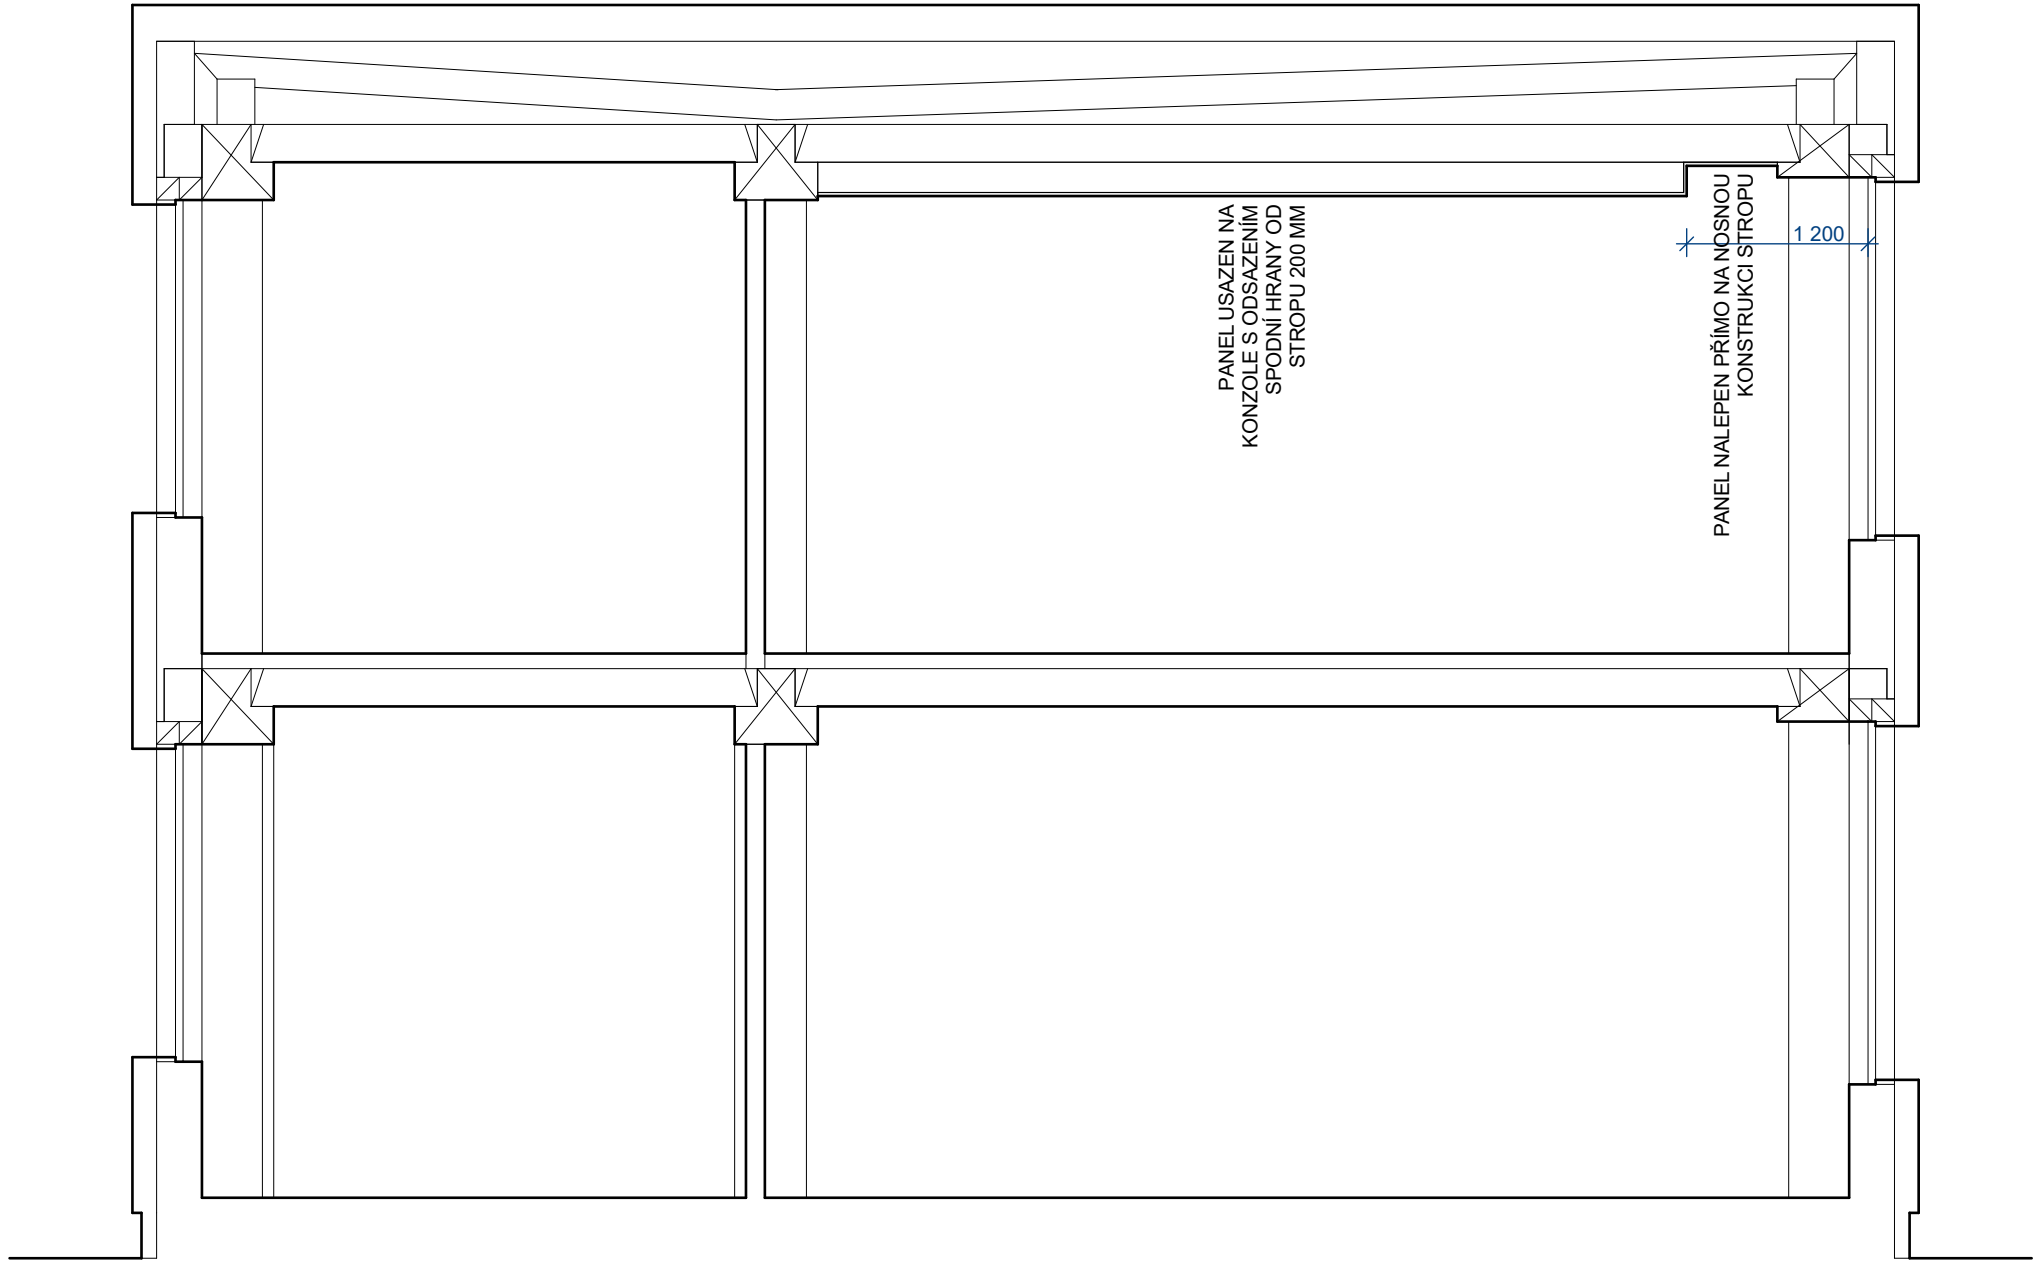 PANEL USAZEN NA
KONZOLE S ODSAZENÍM
SPODNÍ HRANY OD
STROPU 200 MM
PANEL NALEPEN PŘÍMO NA NOSNOU
KONSTRUKCI STROPU
1 200